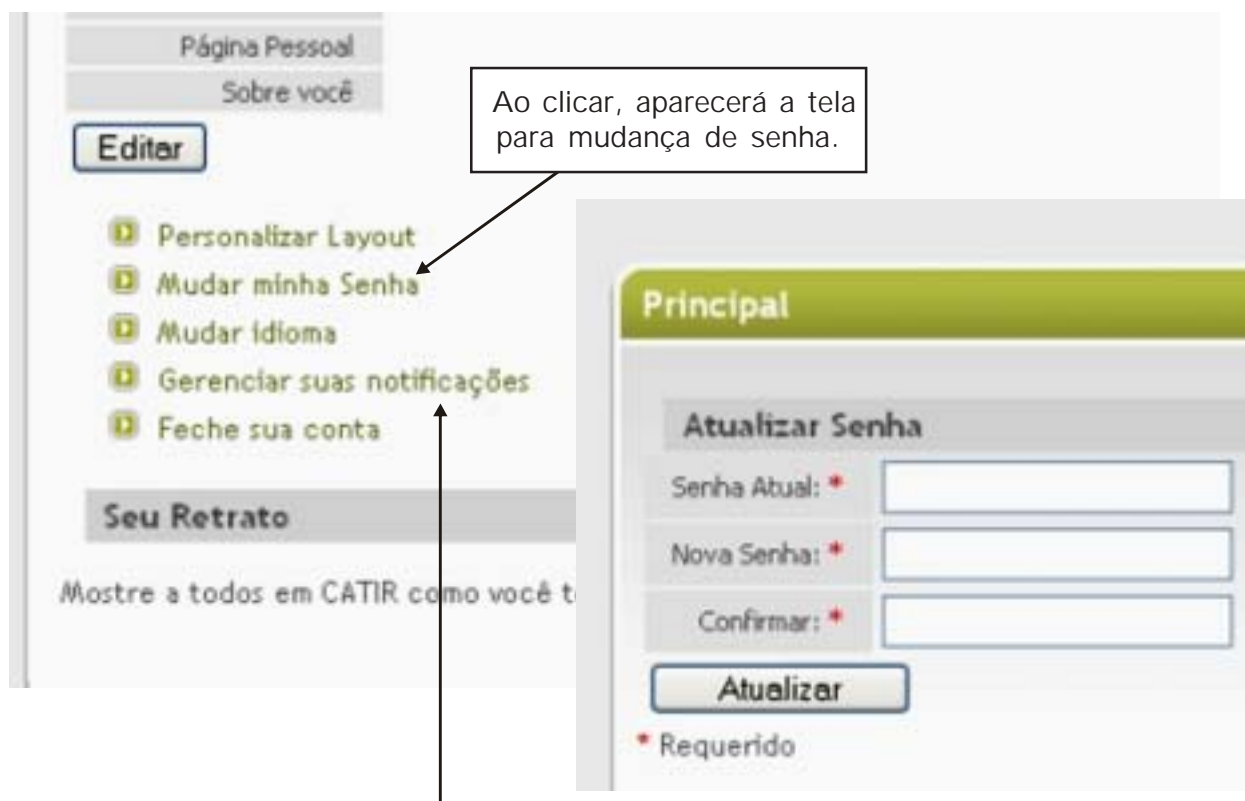 Página Pessoal
Sobre você
Editar
Ao clicar, aparecerá a tela
para mudança de senha.
Personalizar Layout
Mudar minha Senha
Mudar idioma
Gerenciar suas notificações
Feche sua conta
Seu Retrato
Mostre a todos em CATIR como você
Principal
Atualizar Senha
Senha Atual: *
Nova Senha: *
Confirmar: *
Atualizar
* Requerido